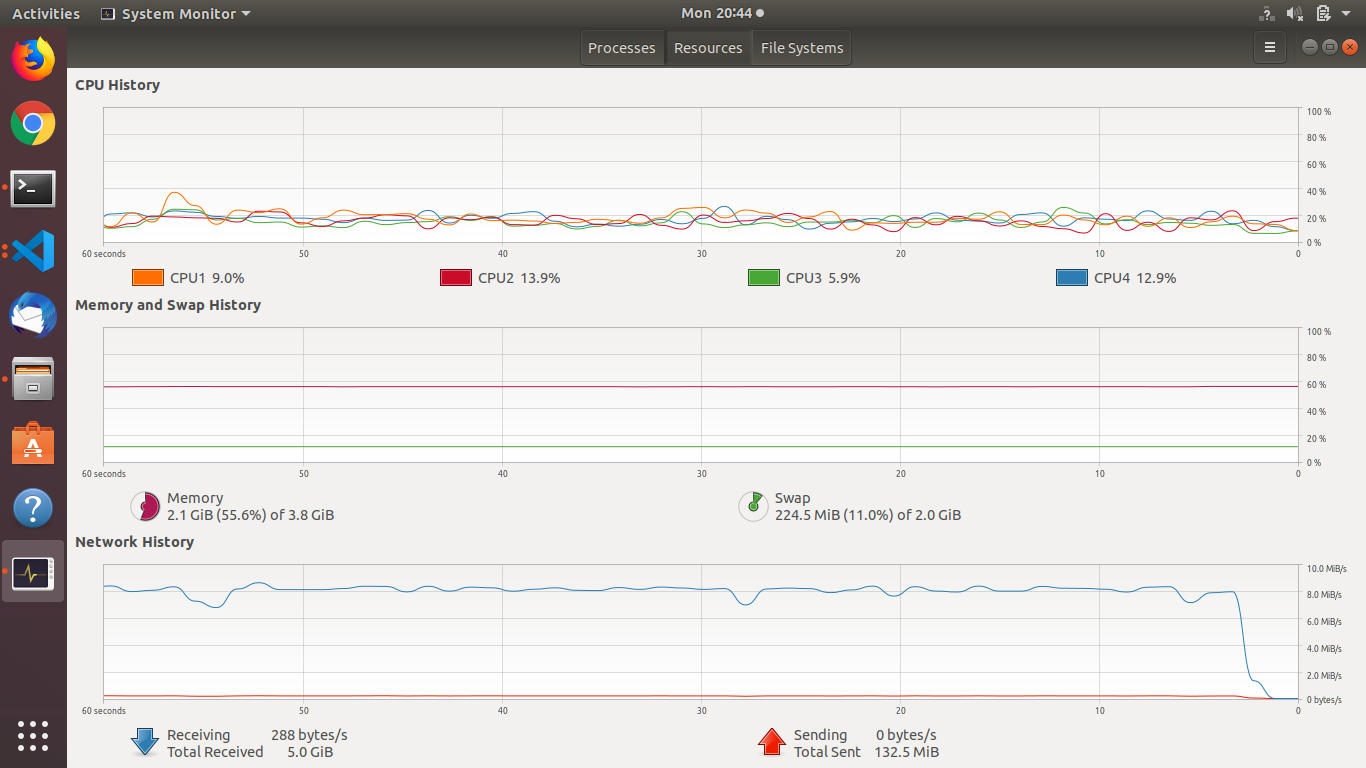 Activities System Monitor Mon 20:44
Processes Resources File Systems
CPU History
100 %
80 %
60 %
40 %
20 %
0 %
60 seconds 50 40 30 20 10 0
CPU1 9.0% CPU2 13.9% CPU3 5.9% CPU4 12.9%
Memory and Swap History
100 %
80 %
60 %
40 %
20 %
0 %
60 seconds 50 40 30 20 10 0
Memory
2.1 GiB (55.6%) of 3.8 GiB
Swap
224.5 MiB (11.0%) of 2.0 GiB
Network History
10.0 MiB/s
8.0 MiB/s
6.0 MiB/s
4.0 MiB/s
2.0 MiB/s
0 bytes/s
60 seconds 50 40 30 20 10 0
Receiving 288 bytes/s
Total Received 5.0 GiB
Sending 0 bytes/s
Total Sent 132.5 MiB